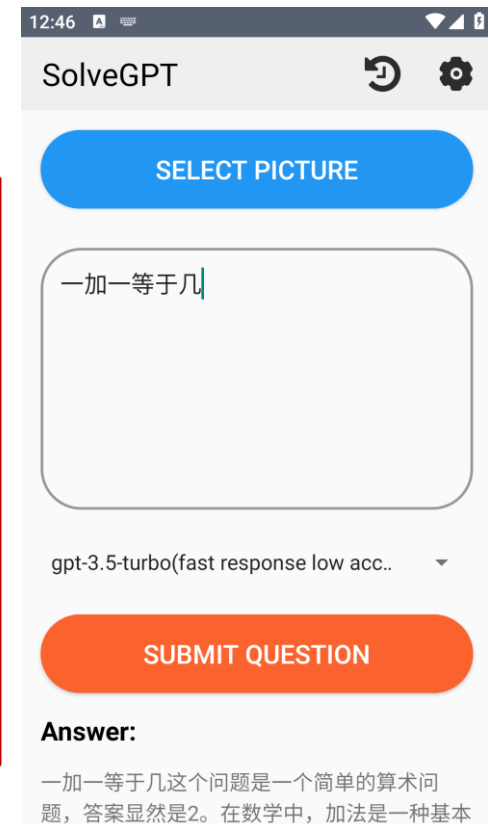 12:46 A
SolveGPT
SELECT PICTURE
一加一等于几
gpt-3.5-turbo(fast response low acc..
SUBMIT QUESTION
Answer:
一加一等于几这个问题是一个简单的算术问
题，答案显然是2。在数学中，加法是一种基本